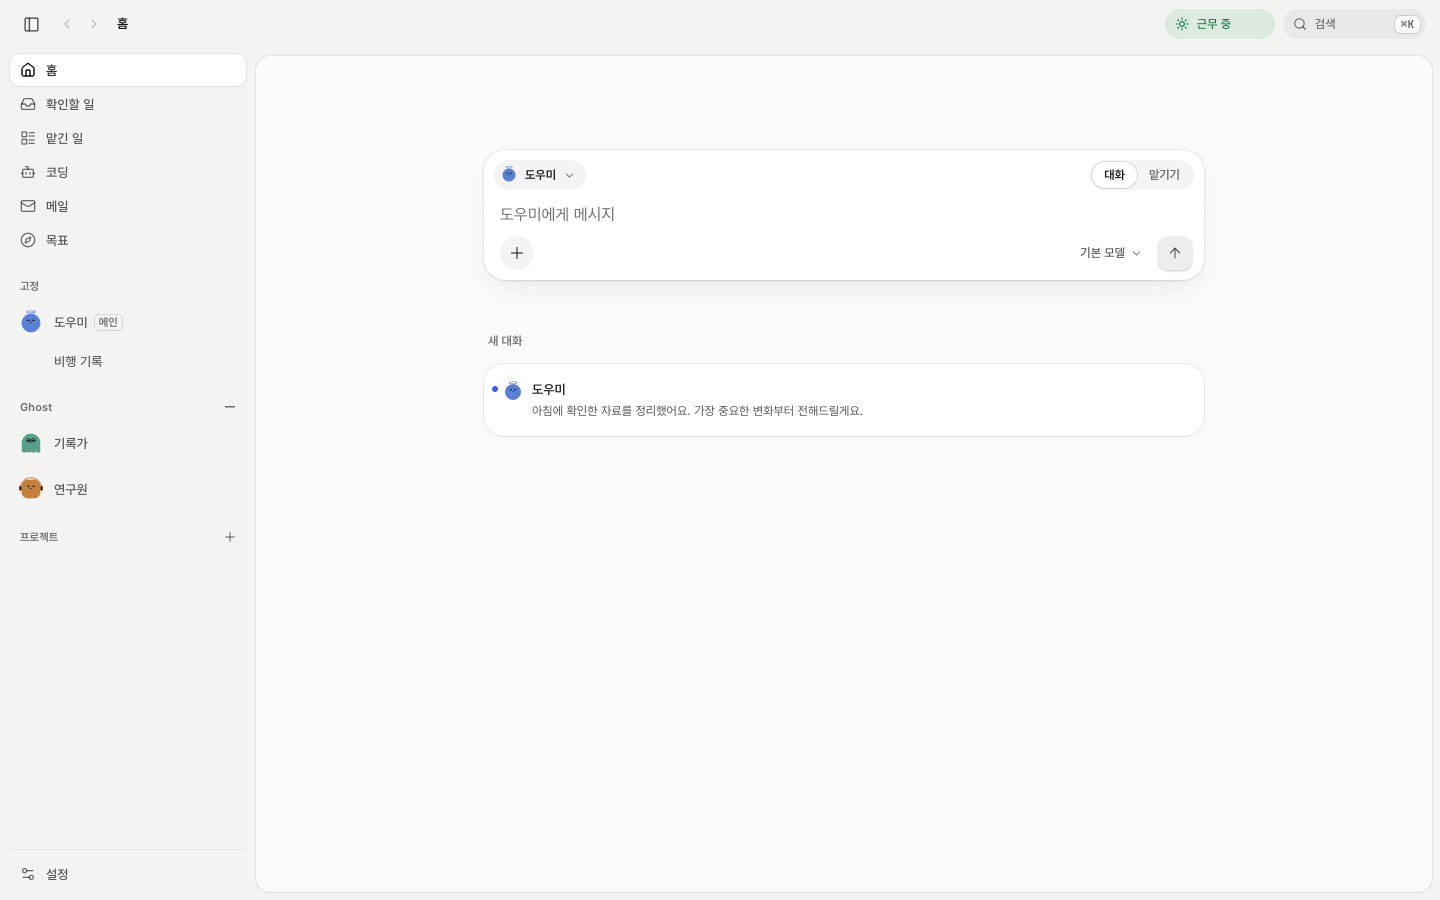 홈
근무 중
검색
⌘K
홈
확인할 일
맡긴 일
코딩
메일
목표
고정
도우미 메인
비행 기록
Ghost
기록가
연구원
프로젝트
설정
도우미
대화
맡기기
도우미에게 메시지
기본 모델
새 대화
도우미
아침에 확인한 자료를 정리했어요. 가장 중요한 변화부터 전해드릴게요.